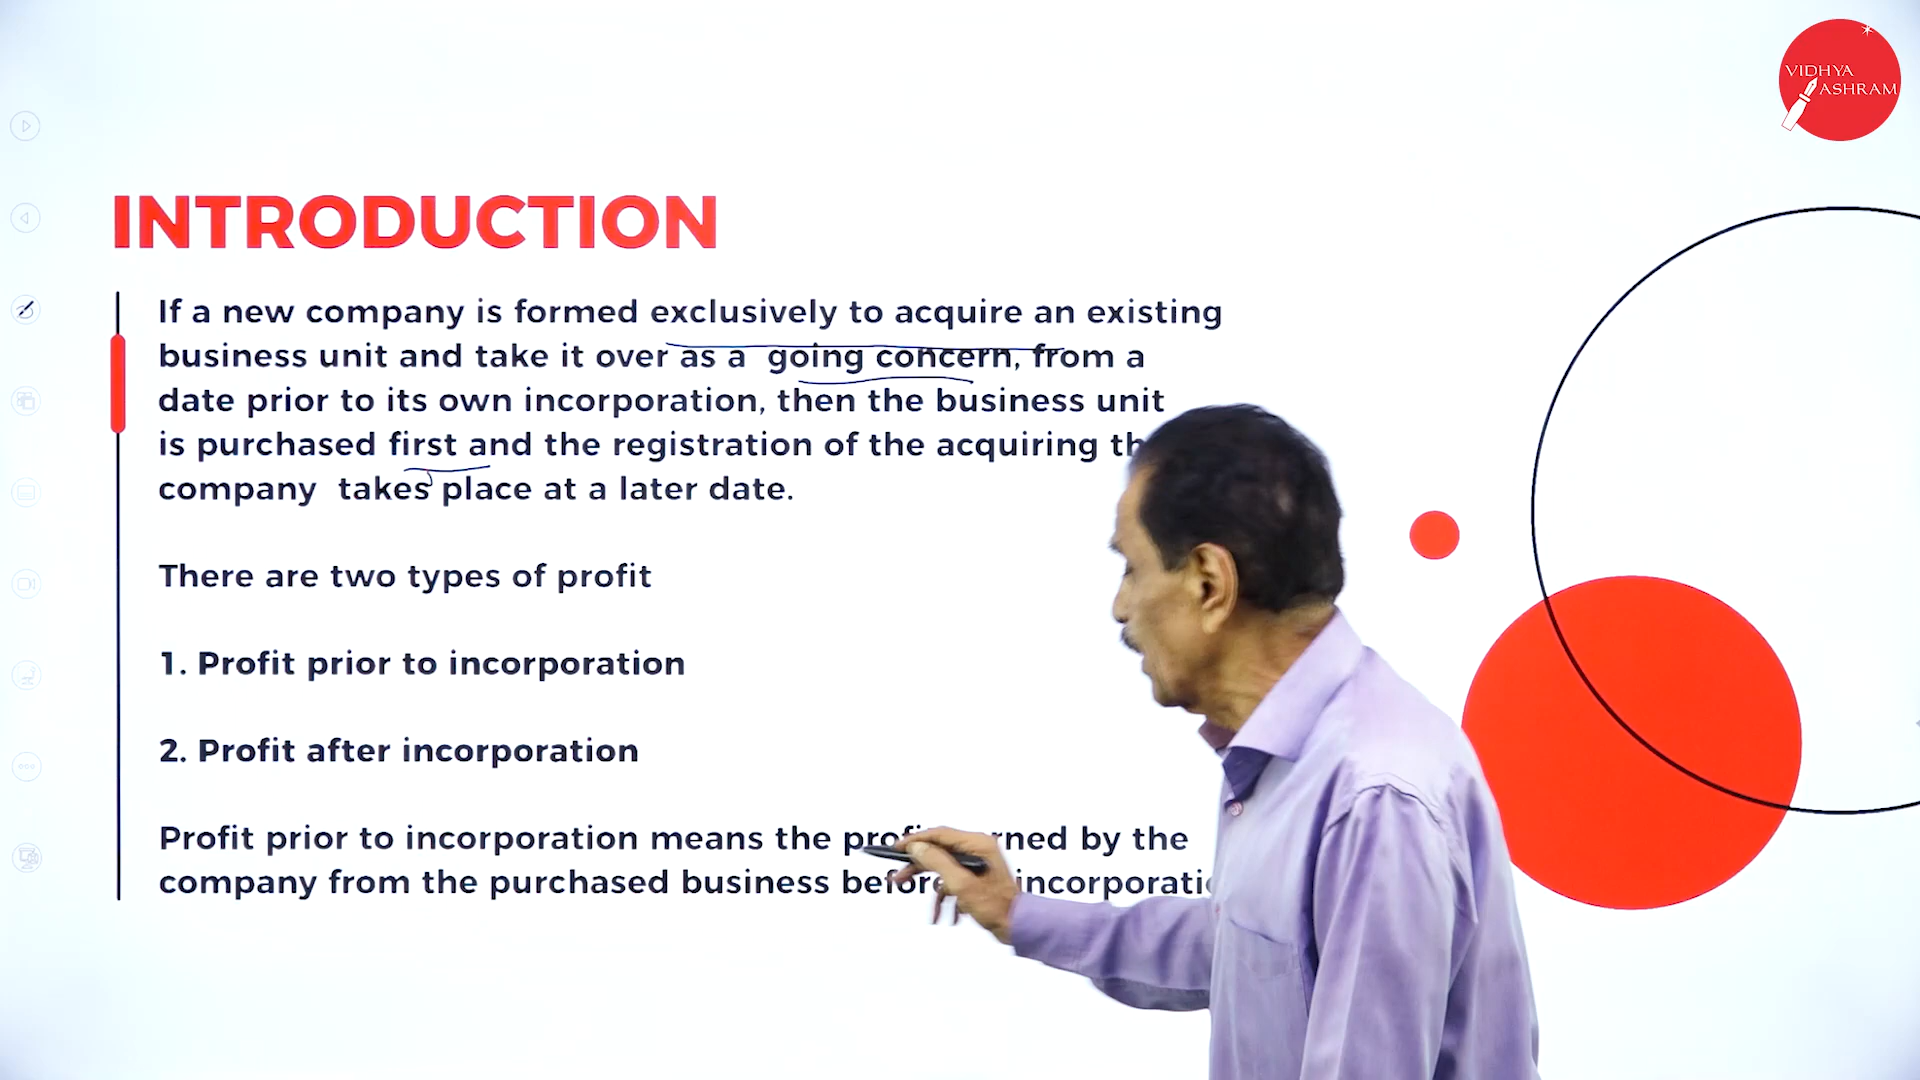 VIDHYA
ASHRAM
INTRODUCTION
If a new company is formed exclusively to acquire an existing
business unit and take it over as a going concern, from a
date prior to its own incorporation, then the business unit
is purchased first and the registration of the acquiring
company takes place at a later date.
There are two types of profit
1. Profit prior to incorporation
2. Profit after incorporation
Profit prior to incorporation means the by the
company from the purchased business before